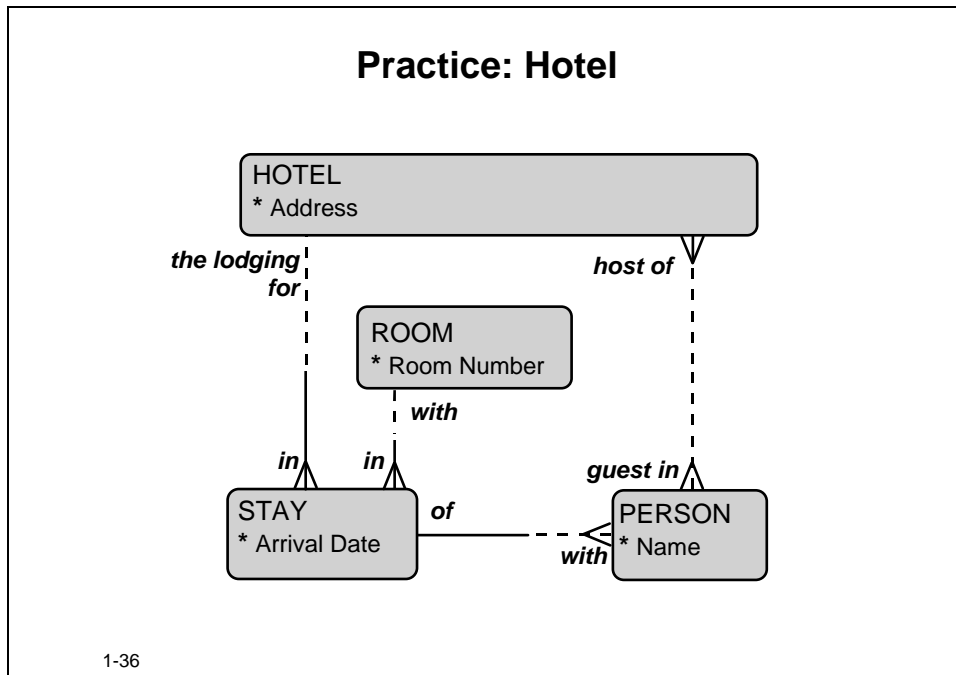 Practice: Hotel
HOTEL
* Address
the lodging
for
host of
ROOM
* Room Number
with
in
in
guest in
STAY
* Arrival Date
of
with
PERSON
* Name
1-36